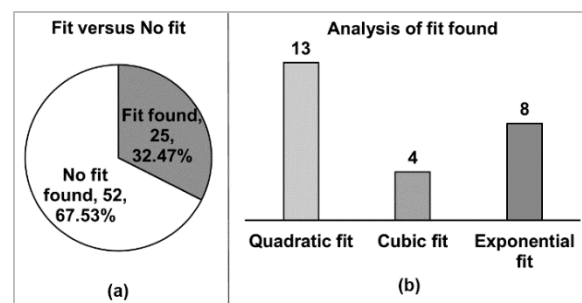 Fit versus No fit
Fit found,
25,
32.47%
No fit
found, 52,
67.53%
(a)
Analysis of fit found
13
4
8
Quadratic fit
Cubic fit
Exponential
fit
(b)